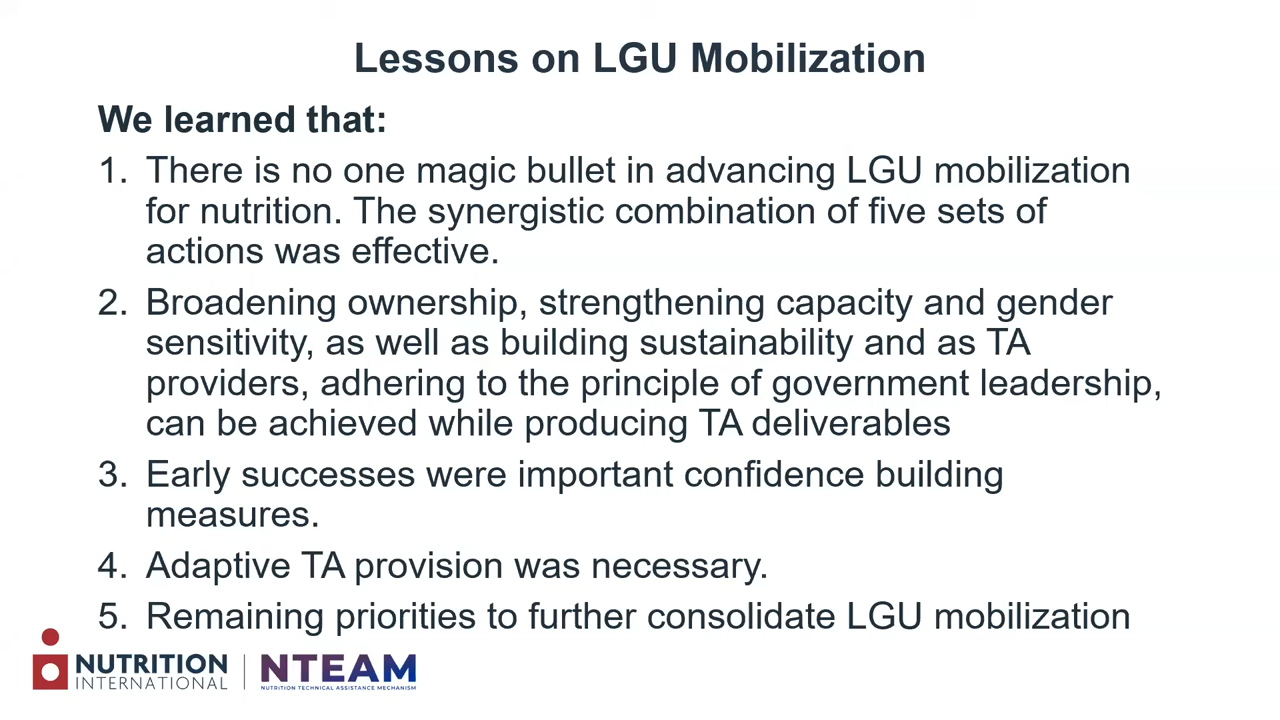 Lessons on LGU Mobilization
We learned that:
1. There is no one magic bullet in advancing LGU mobilization
for nutrition. The synergistic combination of five sets of
actions was effective.
2. Broadening ownership, strengthening capacity and gender
sensitivity, as well as building sustainability and as TA
providers, adhering to the principle of government leadership,
can be achieved while producing TA deliverables
3. Early successes were important confidence building
measures.
4. Adaptive TA provision was necessary.
5. Remaining priorities to further consolidate LGU mobilization
NUTRITION
INTERNATIONAL
NTEAM
NUTRITION TECHNICAL ASSISTANCE MECHANISM